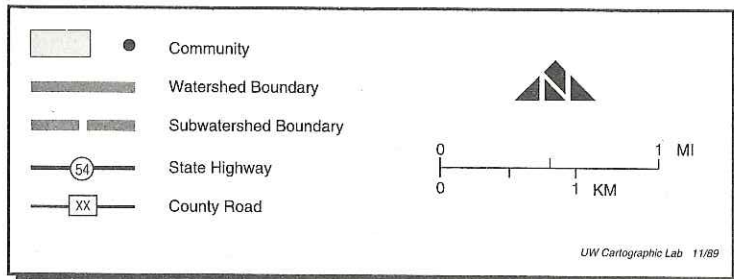 Community
Watershed Boundary
Subwatershed Boundary
54 State Highway
XX County Road
N
0 1 MI
0 1 KM
UW Cartographic Lab 11/89